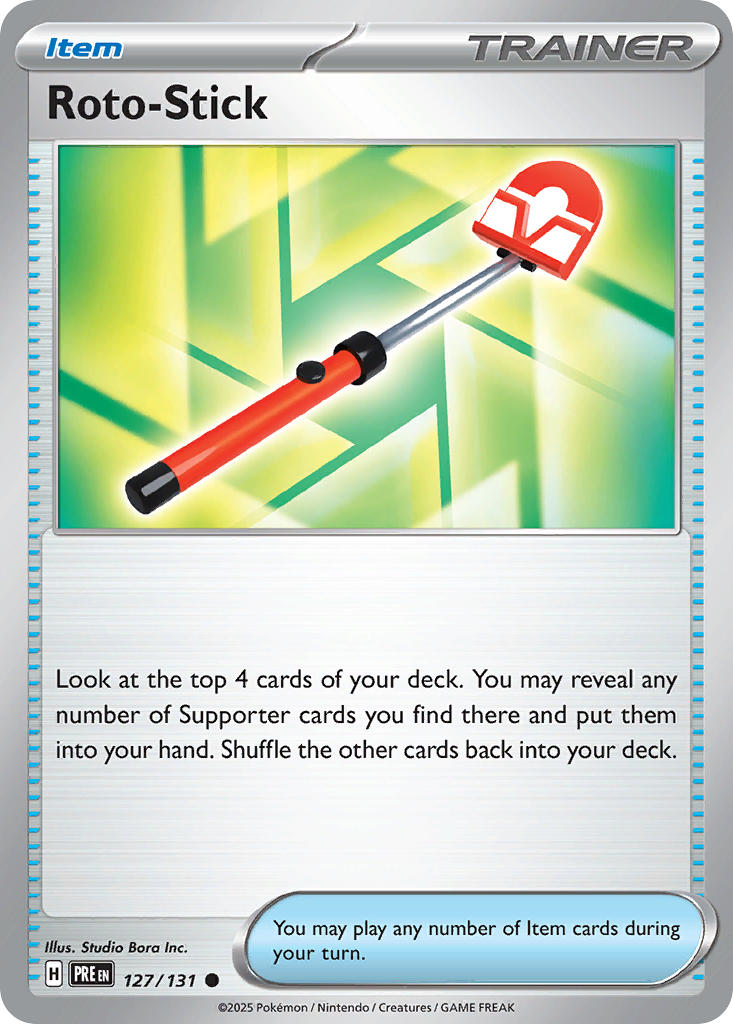 Item
TRAINER
Roto-Stick
Look at the top 4 cards of your deck. You may reveal any
number of Supporter cards you find there and put them
into your hand. Shuffle the other cards back into your deck.
You may play any number of Item cards during
your turn.
Illus. Studio Bora Inc.
H PRE EN 127/131
©2025 Pokémon / Nintendo / Creatures / GAME FREAK